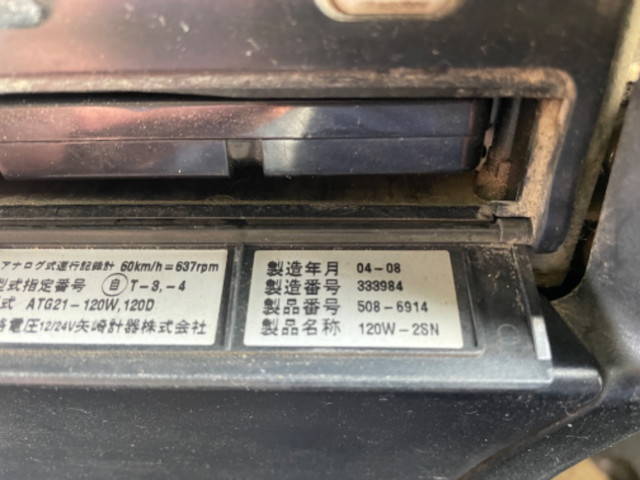 アナログ式運行記録計 60km/h=637rpm
型式指定番号 自 T-3,-4
式 ATG21-120W,120D
電圧12/24V矢崎計器株式会社
製造年月 04-08
製造番号 333984
製品番号 508-6914
製品名称 120W-2SN